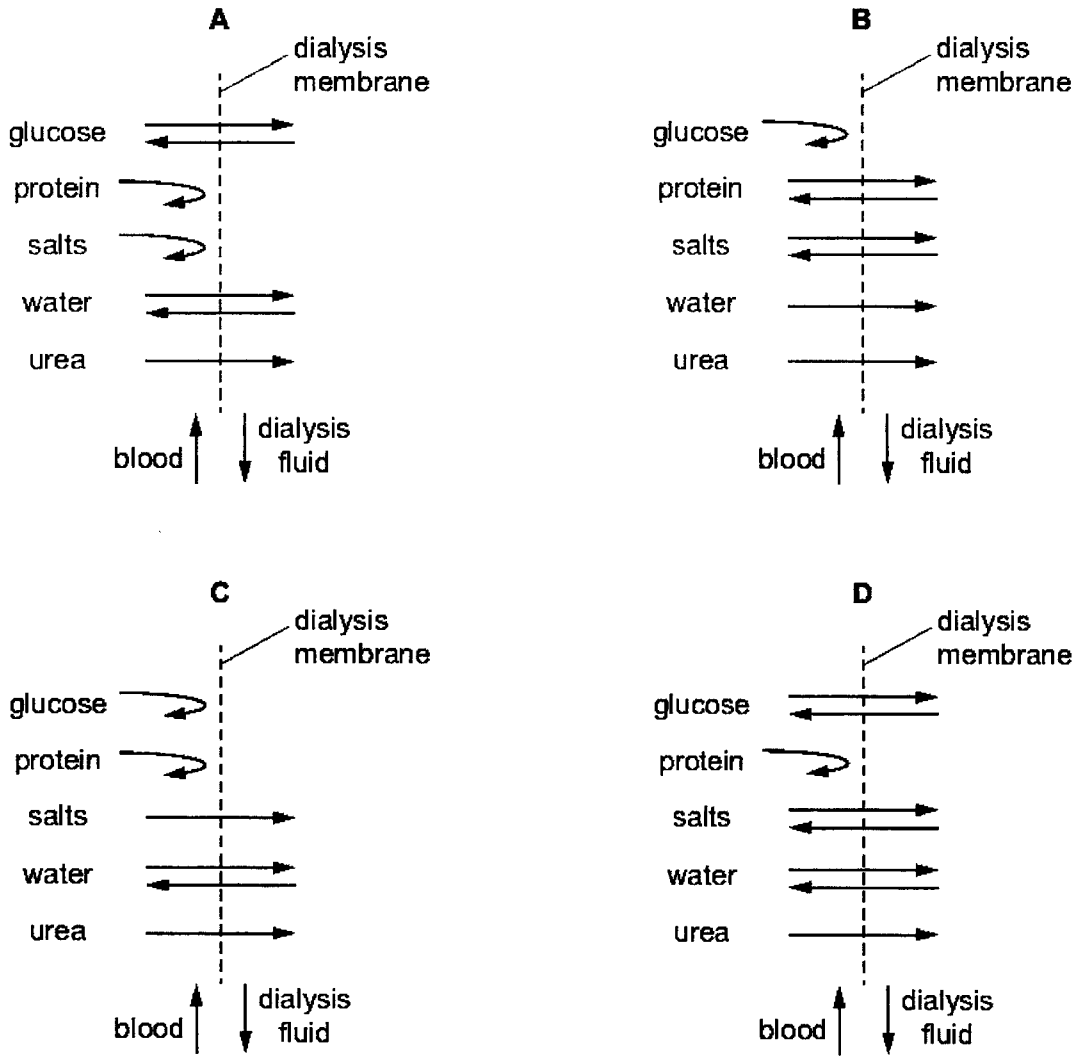 A
dialysis
membrane
glucose
protein
salts
water
urea
blood
dialysis
fluid
B
dialysis
membrane
glucose
protein
salts
water
urea
blood
dialysis
fluid
C
dialysis
membrane
glucose
protein
salts
water
urea
blood
dialysis
fluid
D
dialysis
membrane
glucose
protein
salts
water
urea
blood
dialysis
fluid